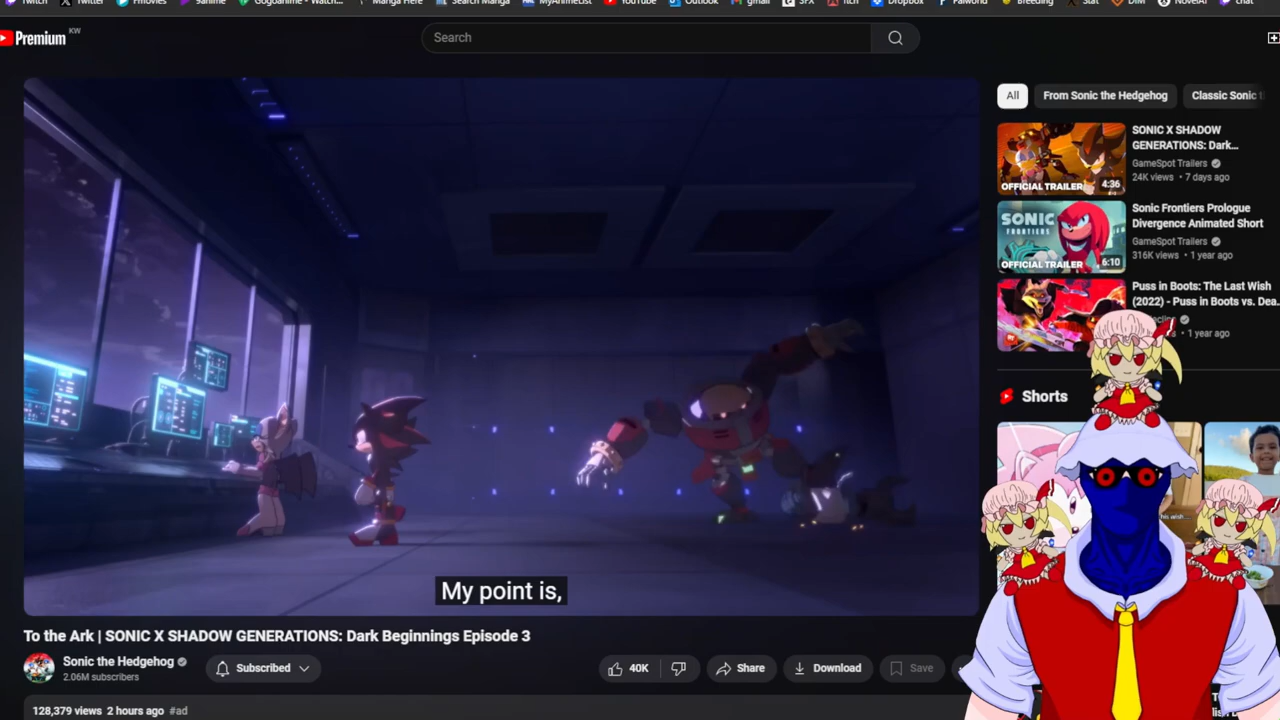 Twitch Twitter Fmovies 9anime Gogoanime - Watch... Manga Here Search Manga MyAnimeList YouTube Outlook gmail SFX Itch Dropbox Palworld Breeding Stat DIM NovelAI chat
Premium KW
Search
All From Sonic the Hedgehog Classic Sonic
SONIC X SHADOW
GENERATIONS: Dark...
GameSpot Trailers
24K views • 7 days ago
OFFICIAL TRAILER 4:36
Sonic Frontiers Prologue
Divergence Animated Short
GameSpot Trailers
316K views • 1 year ago
SONIC
FRONTIERS
OFFICIAL TRAILER 6:10
Puss in Boots: The Last Wish
(2022) - Puss in Boots vs. Dea...
• 1 year ago
Shorts
his wish...
My point is,
To the Ark | SONIC X SHADOW GENERATIONS: Dark Beginnings Episode 3
Sonic the Hedgehog
2.06M subscribers
Subscribed
40K
Share
Download
Save
128,379 views 2 hours ago #ad